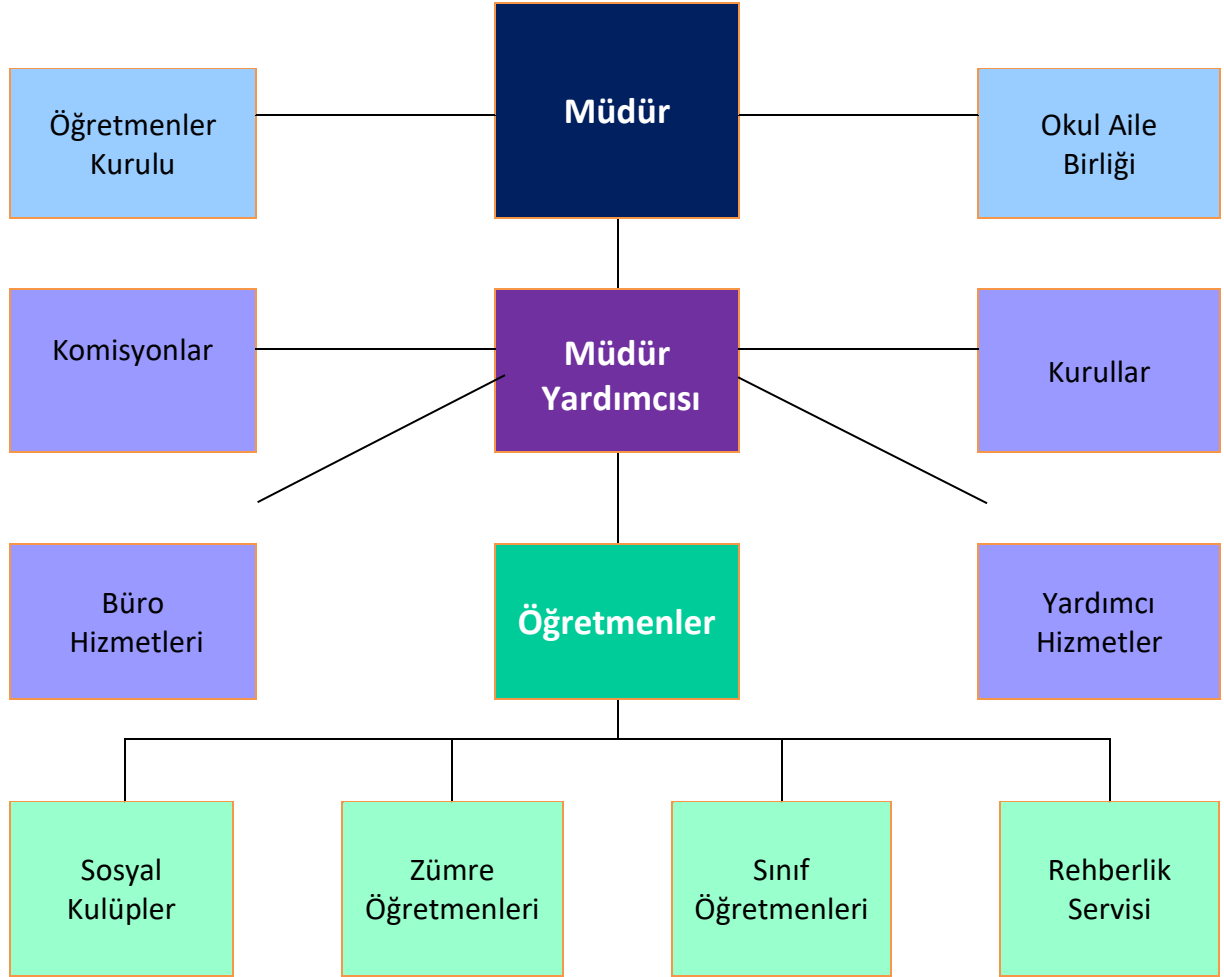 Müdür
Öğretmenler
Kurulu
Okul Aile
Birliği
Komisyonlar
Müdür
Yardımcısı
Kurullar
Büro
Hizmetleri
Öğretmenler
Yardımcı
Hizmetler
Sosyal
Kulüpler
Zümre
Öğretmenleri
Sınıf
Öğretmenleri
Rehberlik
Servisi